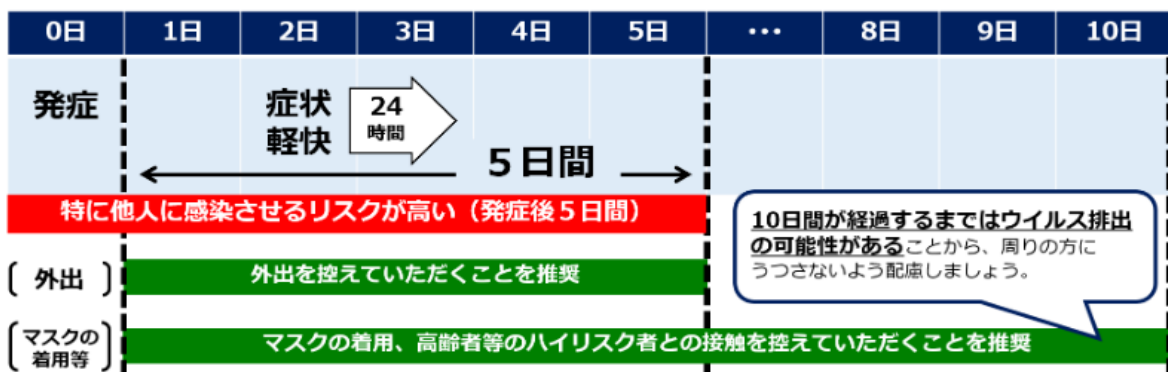 0日 1日 2日 3日 4日 5日 … 8日 9日 10日
発症
症状
軽快
24
時間
5日間
特に他人に感染させるリスクが高い（発症後５日間）
10日間が経過するまではウイルス排出
の可能性があることから、周りの方に
うつさないよう配慮しましょう。
〔 外出 〕
外出を控えていただくことを推奨
〔マスクの
着用等〕
マスクの着用、高齢者等のハイリスク者との接触を控えていただくことを推奨